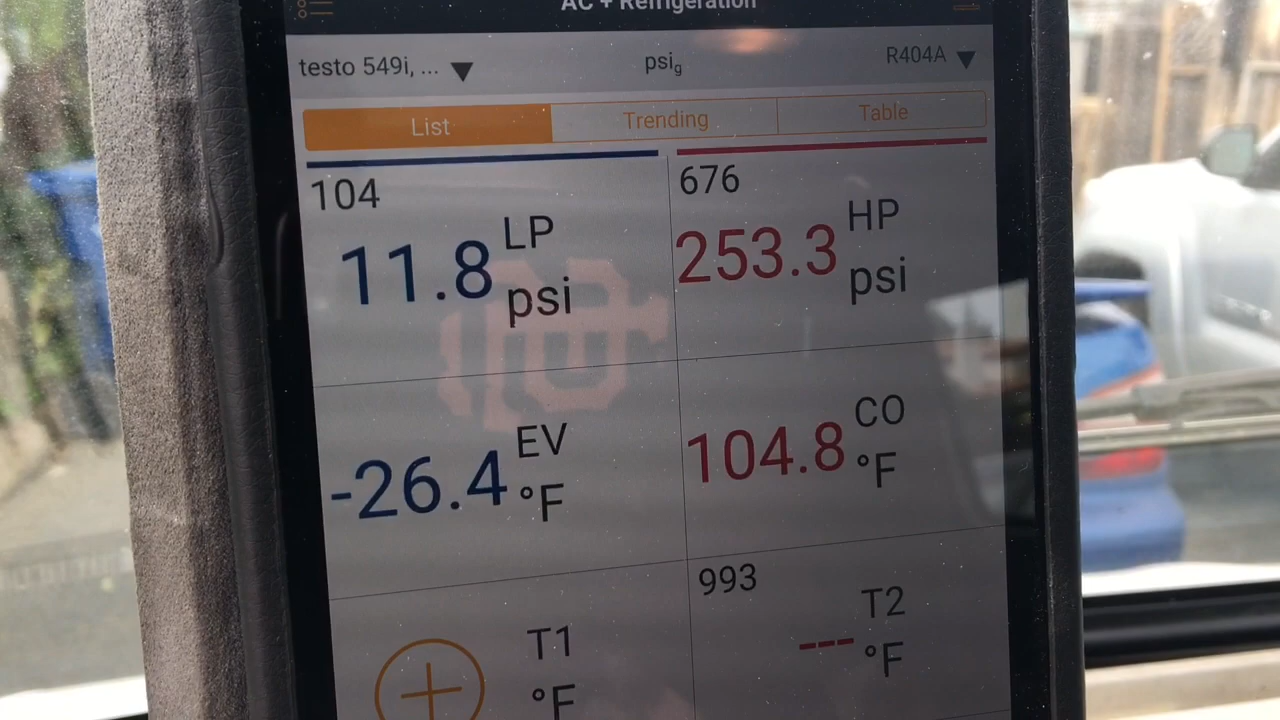 AC + Refrigeration
testo 549i, ...
psig
R404A
List
Trending
Table
104
11.8
LP
psi
676
253.3
HP
psi
-26.4
EV
°F
104.8
CO
°F
T1
°F
993
---
T2
°F